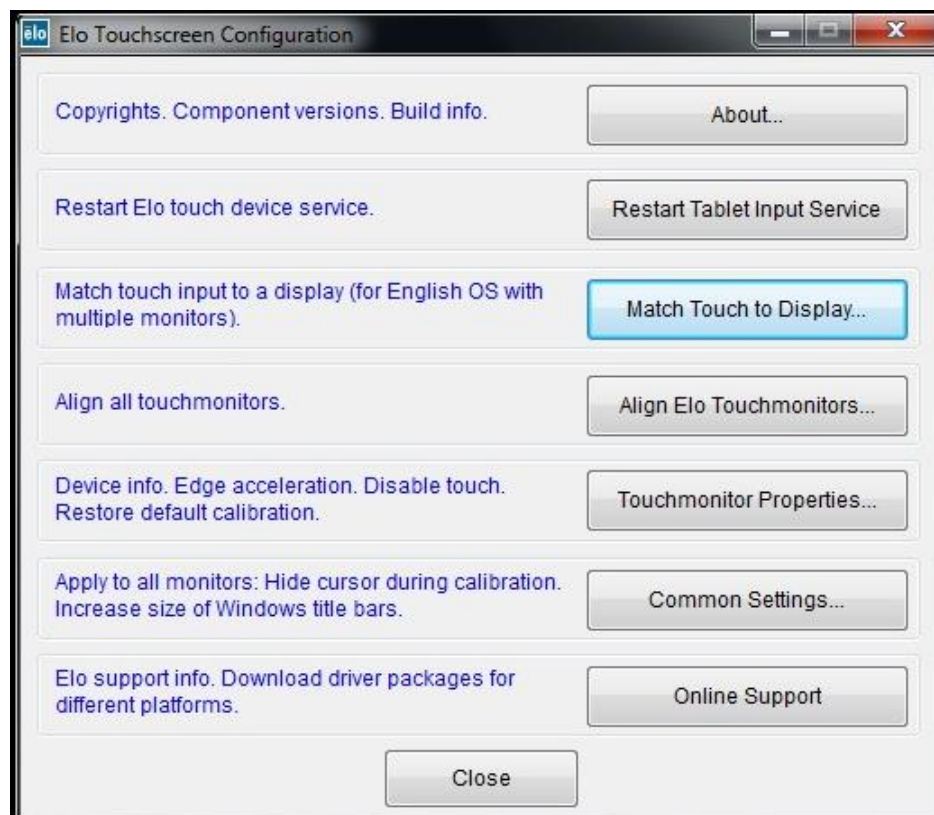 elo Elo Touchscreen Configuration
Copyrights. Component versions. Build info.
About...
Restart Elo touch device service.
Restart Tablet Input Service
Match touch input to a display (for English OS with
multiple monitors).
Match Touch to Display...
Align all touchmonitors.
Align Elo Touchmonitors...
Device info. Edge acceleration. Disable touch.
Restore default calibration.
Touchmonitor Properties...
Apply to all monitors: Hide cursor during calibration.
Increase size of Windows title bars.
Common Settings...
Elo support info. Download driver packages for
different platforms.
Online Support
Close